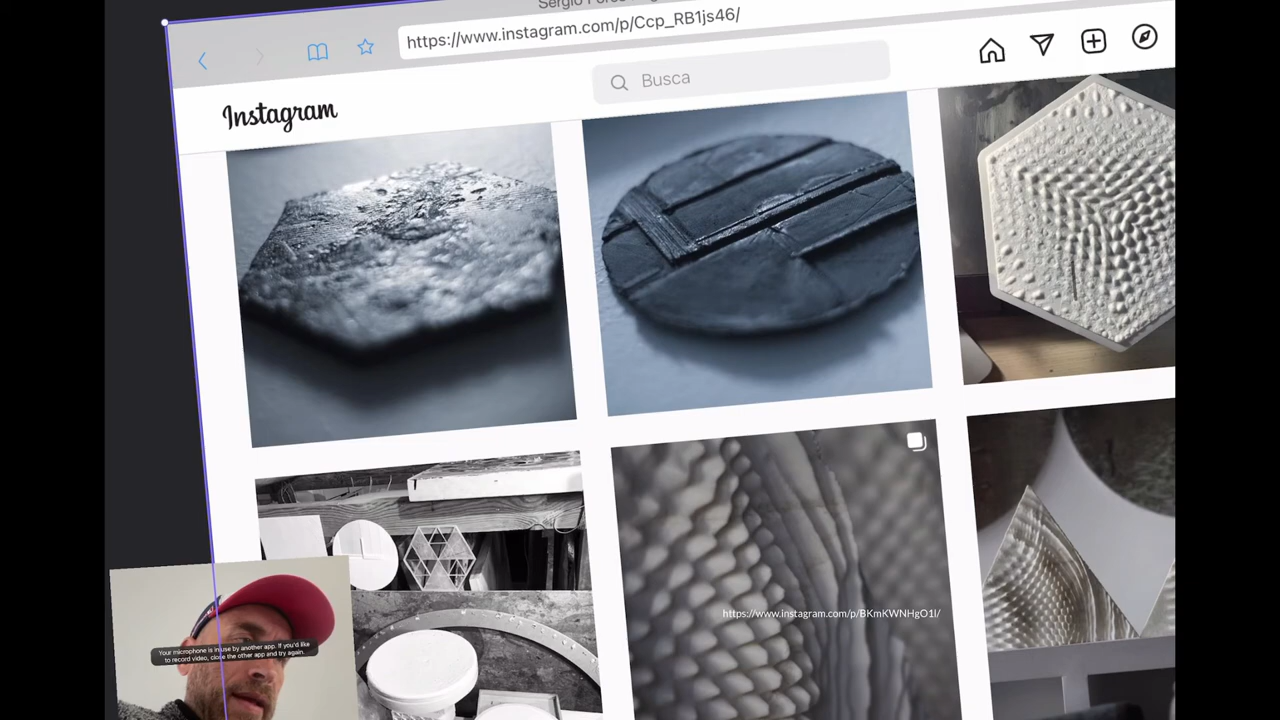 https://www.instagram.com/p/Ccp_RB1js46/
Busca
Instagram
https://www.instagram.com/p/BKmKWNHgO1l/
Your microphone is in use by another app. If you'd like
to record video, close the other app and try again.